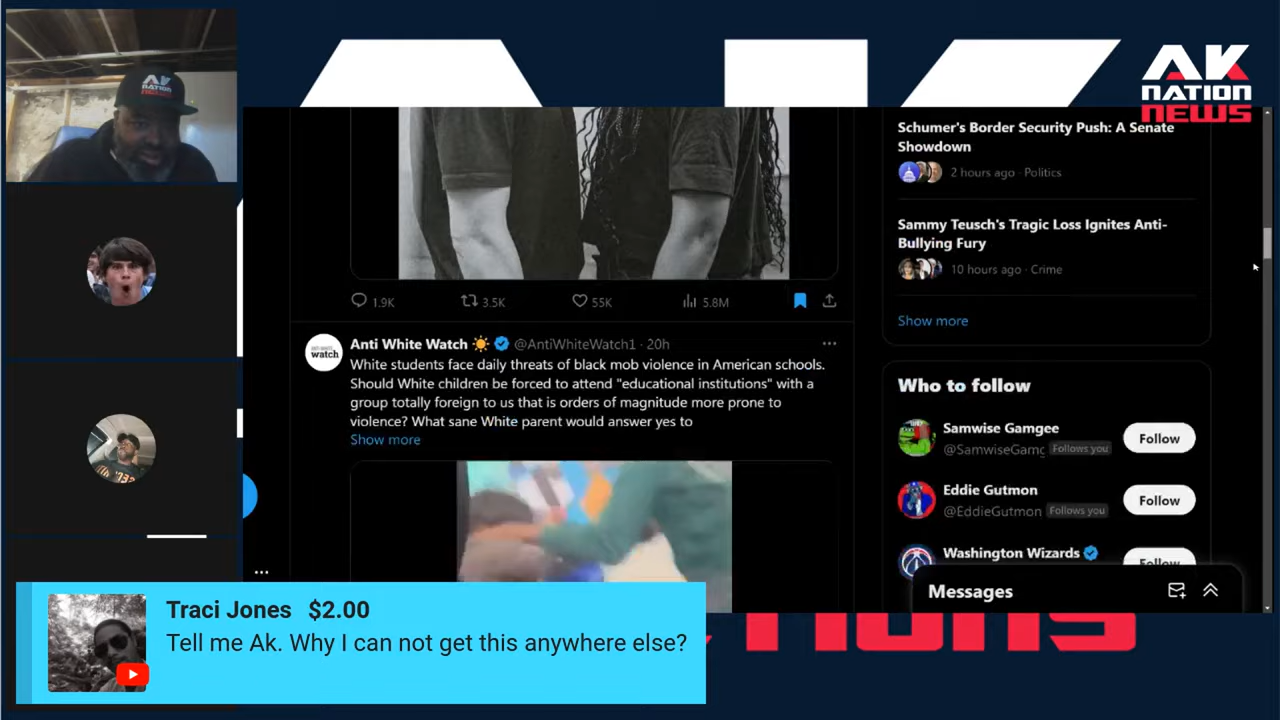 AK
NATION
NEWS
AK
NATION
NEWS
Schumer's Border Security Push: A Senate
Showdown
2 hours ago · Politics
Sammy Teusch's Tragic Loss Ignites Anti-
Bullying Fury
10 hours ago · Crime
Show more
1.9K 3.5K 55K 5.8M
watch
Anti White Watch @AntiWhiteWatch1 · 20h
White students face daily threats of black mob violence in American schools.
Should White children be forced to attend "educational institutions" with a
group totally foreign to us that is orders of magnitude more prone to
violence? What sane White parent would answer yes to
Show more
Who to follow
Samwise Gamgee
@SamwiseGamg Follows you
Follow
Eddie Gutmon
@EddieGutmon Follows you
Follow
Washington Wizards
Follow
Messages
Traci Jones $2.00
Tell me Ak. Why I can not get this anywhere else?